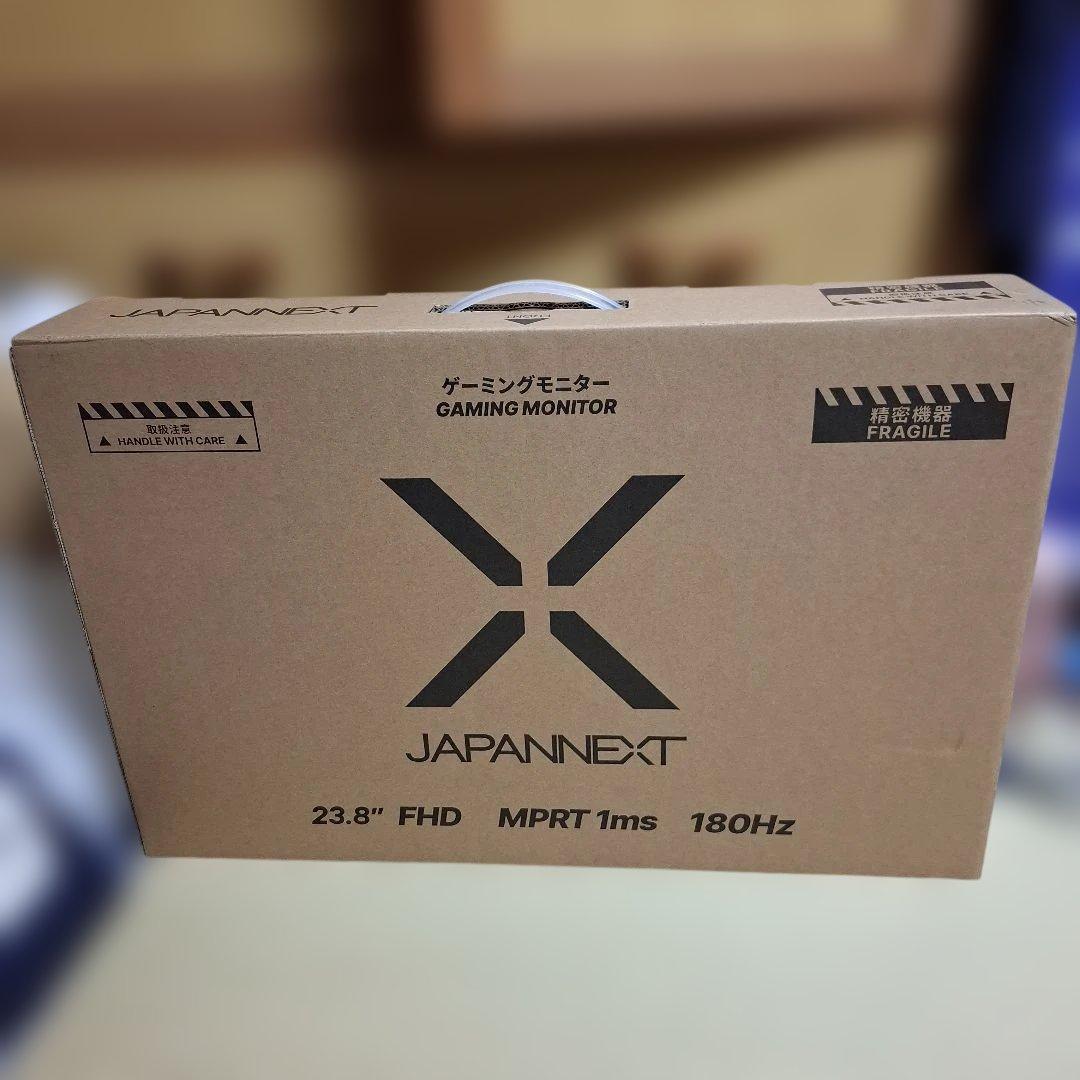 JAPANNEXT
ゲーミングモニター
GAMING MONITOR
取扱注意
HANDLE WITH CARE
精密機器
FRAGILE
JAPANNEXT
23.8" FHD MPRT 1ms 180Hz